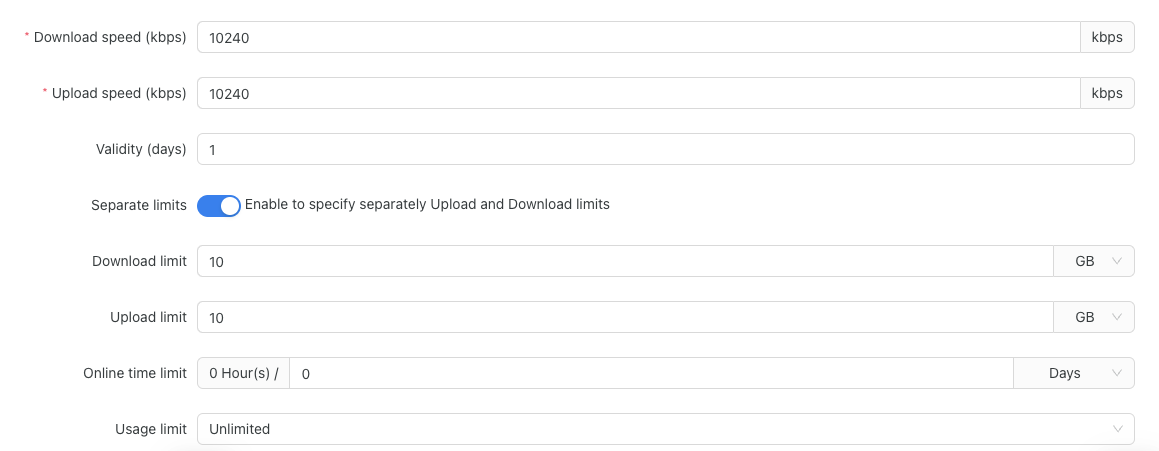 * Download speed (kbps) 10240 kbps
* Upload speed (kbps) 10240 kbps
Validity (days) 1
Separate limits Enable to specify separately Upload and Download limits
Download limit 10 GB
Upload limit 10 GB
Online time limit 0 Hour(s) / 0 Days
Usage limit Unlimited